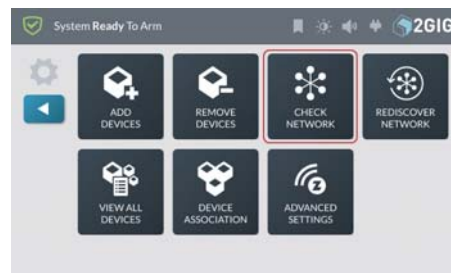 System Ready To Arm
2GIG
ADD
DEVICES
REMOVE
DEVICES
CHECK
NETWORK
REDISCOVER
NETWORK
VIEW ALL
DEVICES
DEVICE
ASSOCIATION
ADVANCED
SETTINGS